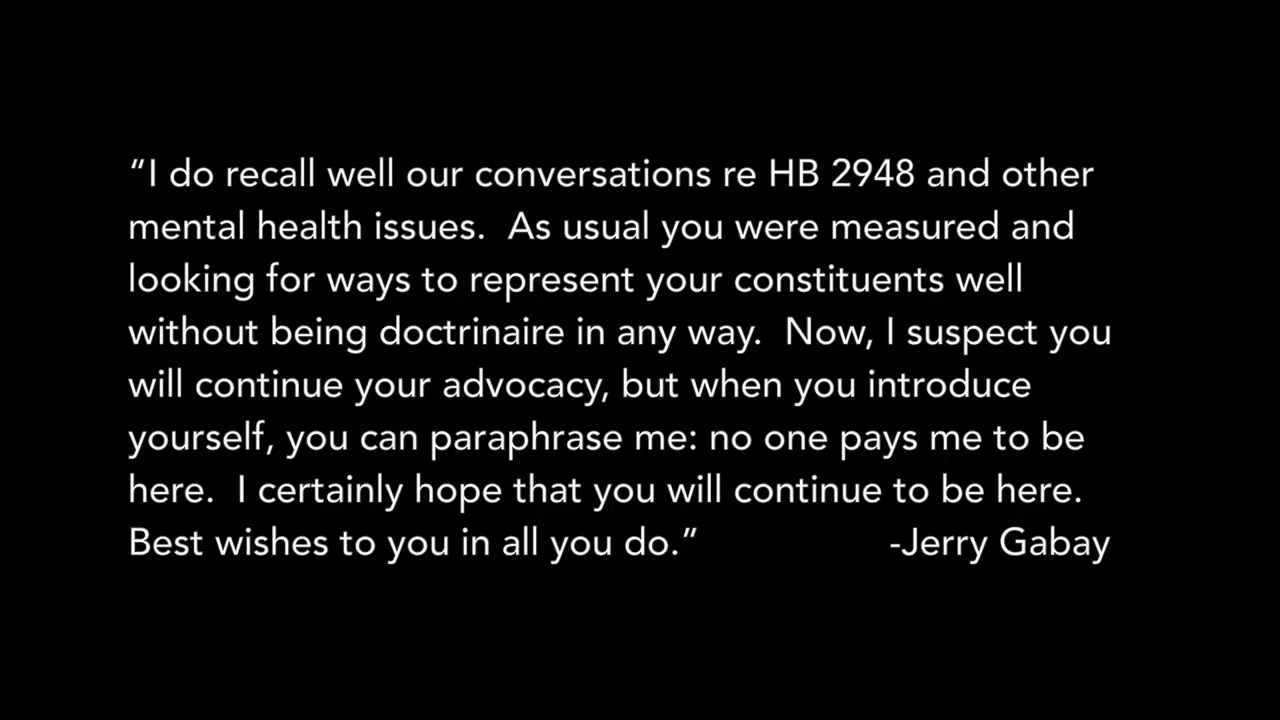 “I do recall well our conversations re HB 2948 and other
mental health issues.  As usual you were measured and
looking for ways to represent your constituents well
without being doctrinaire in any way.  Now, I suspect you
will continue your advocacy, but when you introduce
yourself, you can paraphrase me: no one pays me to be
here.  I certainly hope that you will continue to be here.
Best wishes to you in all you do.” -Jerry Gabay